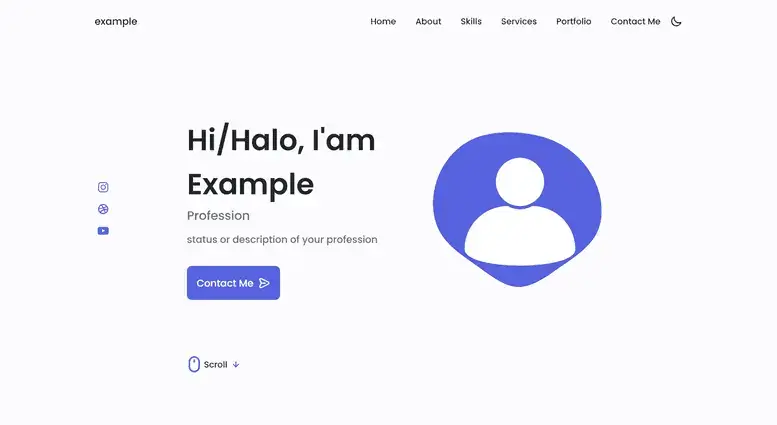 example
Home About Skills Services Portfolio Contact Me
Hi/Halo, I'am
Example
Profession
status or description of your profession
Contact Me
Scroll